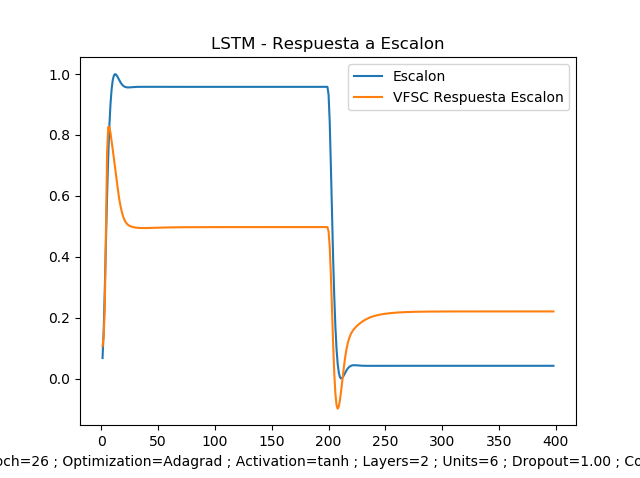 LSTM - Respuesta a Escalon
Escalon
VFSC Respuesta Escalon
1.0
0.8
0.6
0.4
0.2
0.0
0 50 100 150 200 250 300 350 400
och=26 ; Optimization=Adagrad ; Activation=tanh ; Layers=2 ; Units=6 ; Dropout=1.00 ; Co